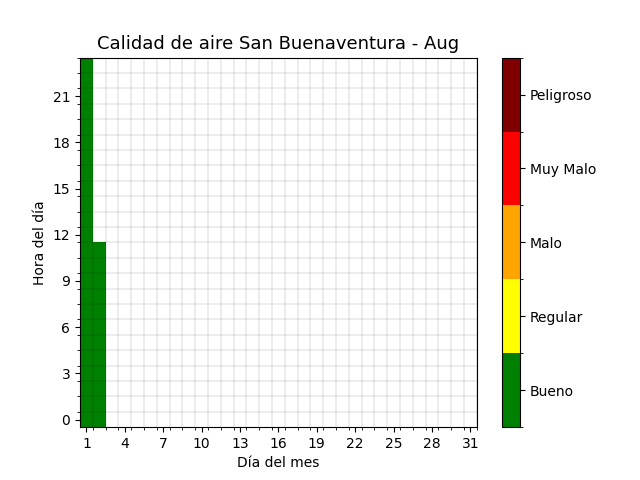 Calidad de aire San Buenaventura - Aug
Hora del día
21
18
15
12
9
6
3
0
1 4 7 10 13 16 19 22 25 28 31
Día del mes
Peligroso
Muy Malo
Malo
Regular
Bueno